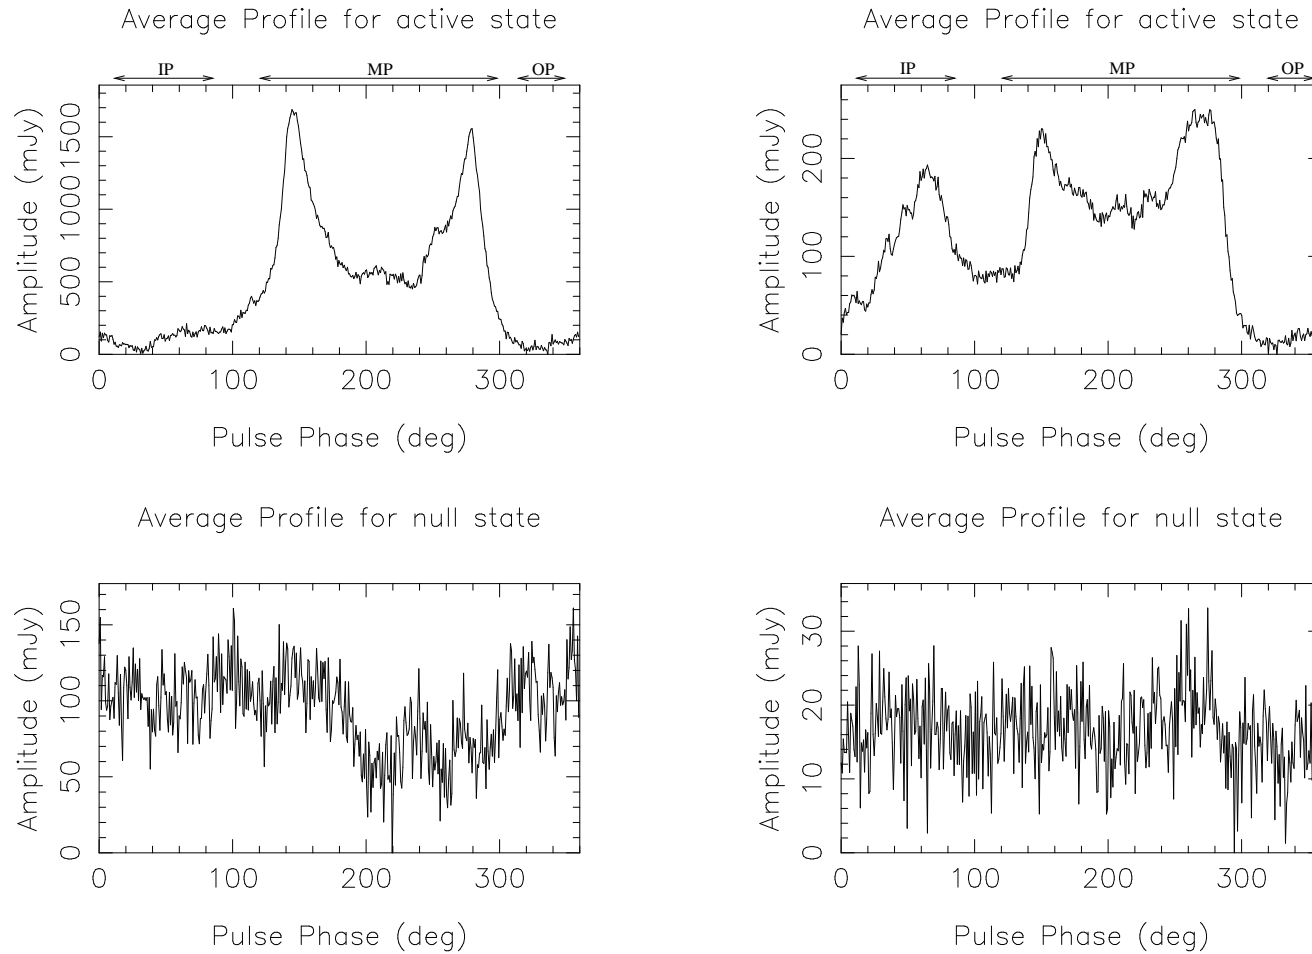 Average Profile for active state
IP MP OP
Amplitude (mJy)
0 500 1000 1500
0 100 200 300
Pulse Phase (deg)
Average Profile for active state
IP MP OP
Amplitude (mJy)
0 100 200
0 100 200 300
Pulse Phase (deg)
Average Profile for null state
Amplitude (mJy)
0 50 100 150
0 100 200 300
Pulse Phase (deg)
Average Profile for null state
Amplitude (mJy)
0 10 20 30
0 100 200 300
Pulse Phase (deg)